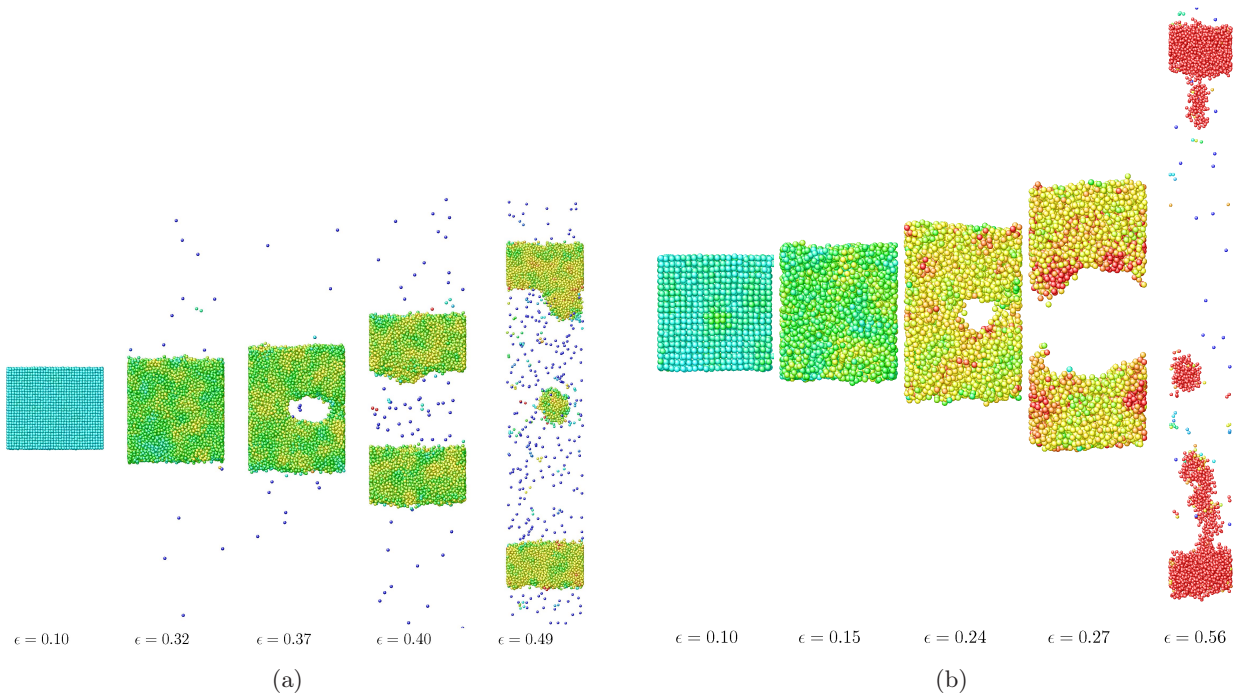 ϵ = 0.10 ϵ = 0.32 ϵ = 0.37 ϵ = 0.40 ϵ = 0.49
(a)
ϵ = 0.10 ϵ = 0.15 ϵ = 0.24 ϵ = 0.27 ϵ = 0.56
(b)